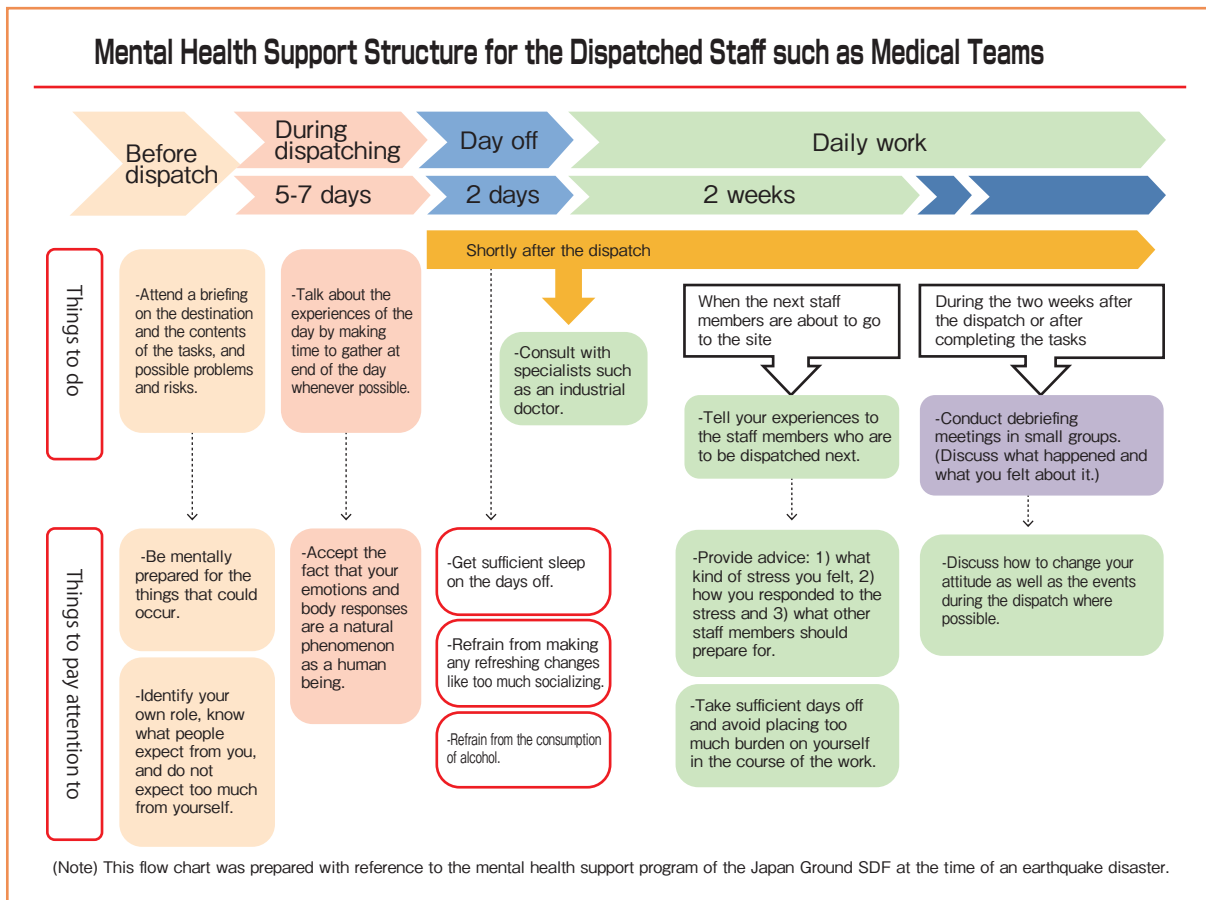 Mental Health Support Structure for the Dispatched Staff such as Medical Teams
Before
dispatch
During
dispatching
Day off
Daily work
5-7 days
2 days
2 weeks
Shortly after the dispatch
Things to do
-Attend a briefing
on the destination
and the contents
of the tasks, and
possible problems
and risks.
-Talk about the
experiences of the
day by making
time to gather at
end of the day
whenever possible.
-Consult with
specialists such
as an industrial
doctor.
When the next staff
members are about to go
to the site
-Tell your experiences to
the staff members who are
to be dispatched next.
During the two weeks after
the dispatch or after
completing the tasks
-Conduct debriefing
meetings in small groups.
(Discuss what happened and
what you felt about it.)
Things to pay attention to
-Be mentally
prepared for the
things that could
occur.
-Identify your
own role, know
what people
expect from you,
and do not
expect too much
from yourself.
-Accept the
fact that your
emotions and
body responses
are a natural
phenomenon
as a human
being.
-Get sufficient sleep
on the days off.
-Refrain from making
any refreshing changes
like too much socializing.
-Refrain from the consumption
of alcohol.
-Provide advice: 1) what
kind of stress you felt, 2)
how you responded to the
stress and 3) what other
staff members should
prepare for.
-Take sufficient days off
and avoid placing too
much burden on yourself
in the course of the work.
-Discuss how to change your
attitude as well as the events
during the dispatch where
possible.
(Note) This flow chart was prepared with reference to the mental health support program of the Japan Ground SDF at the time of an earthquake disaster.